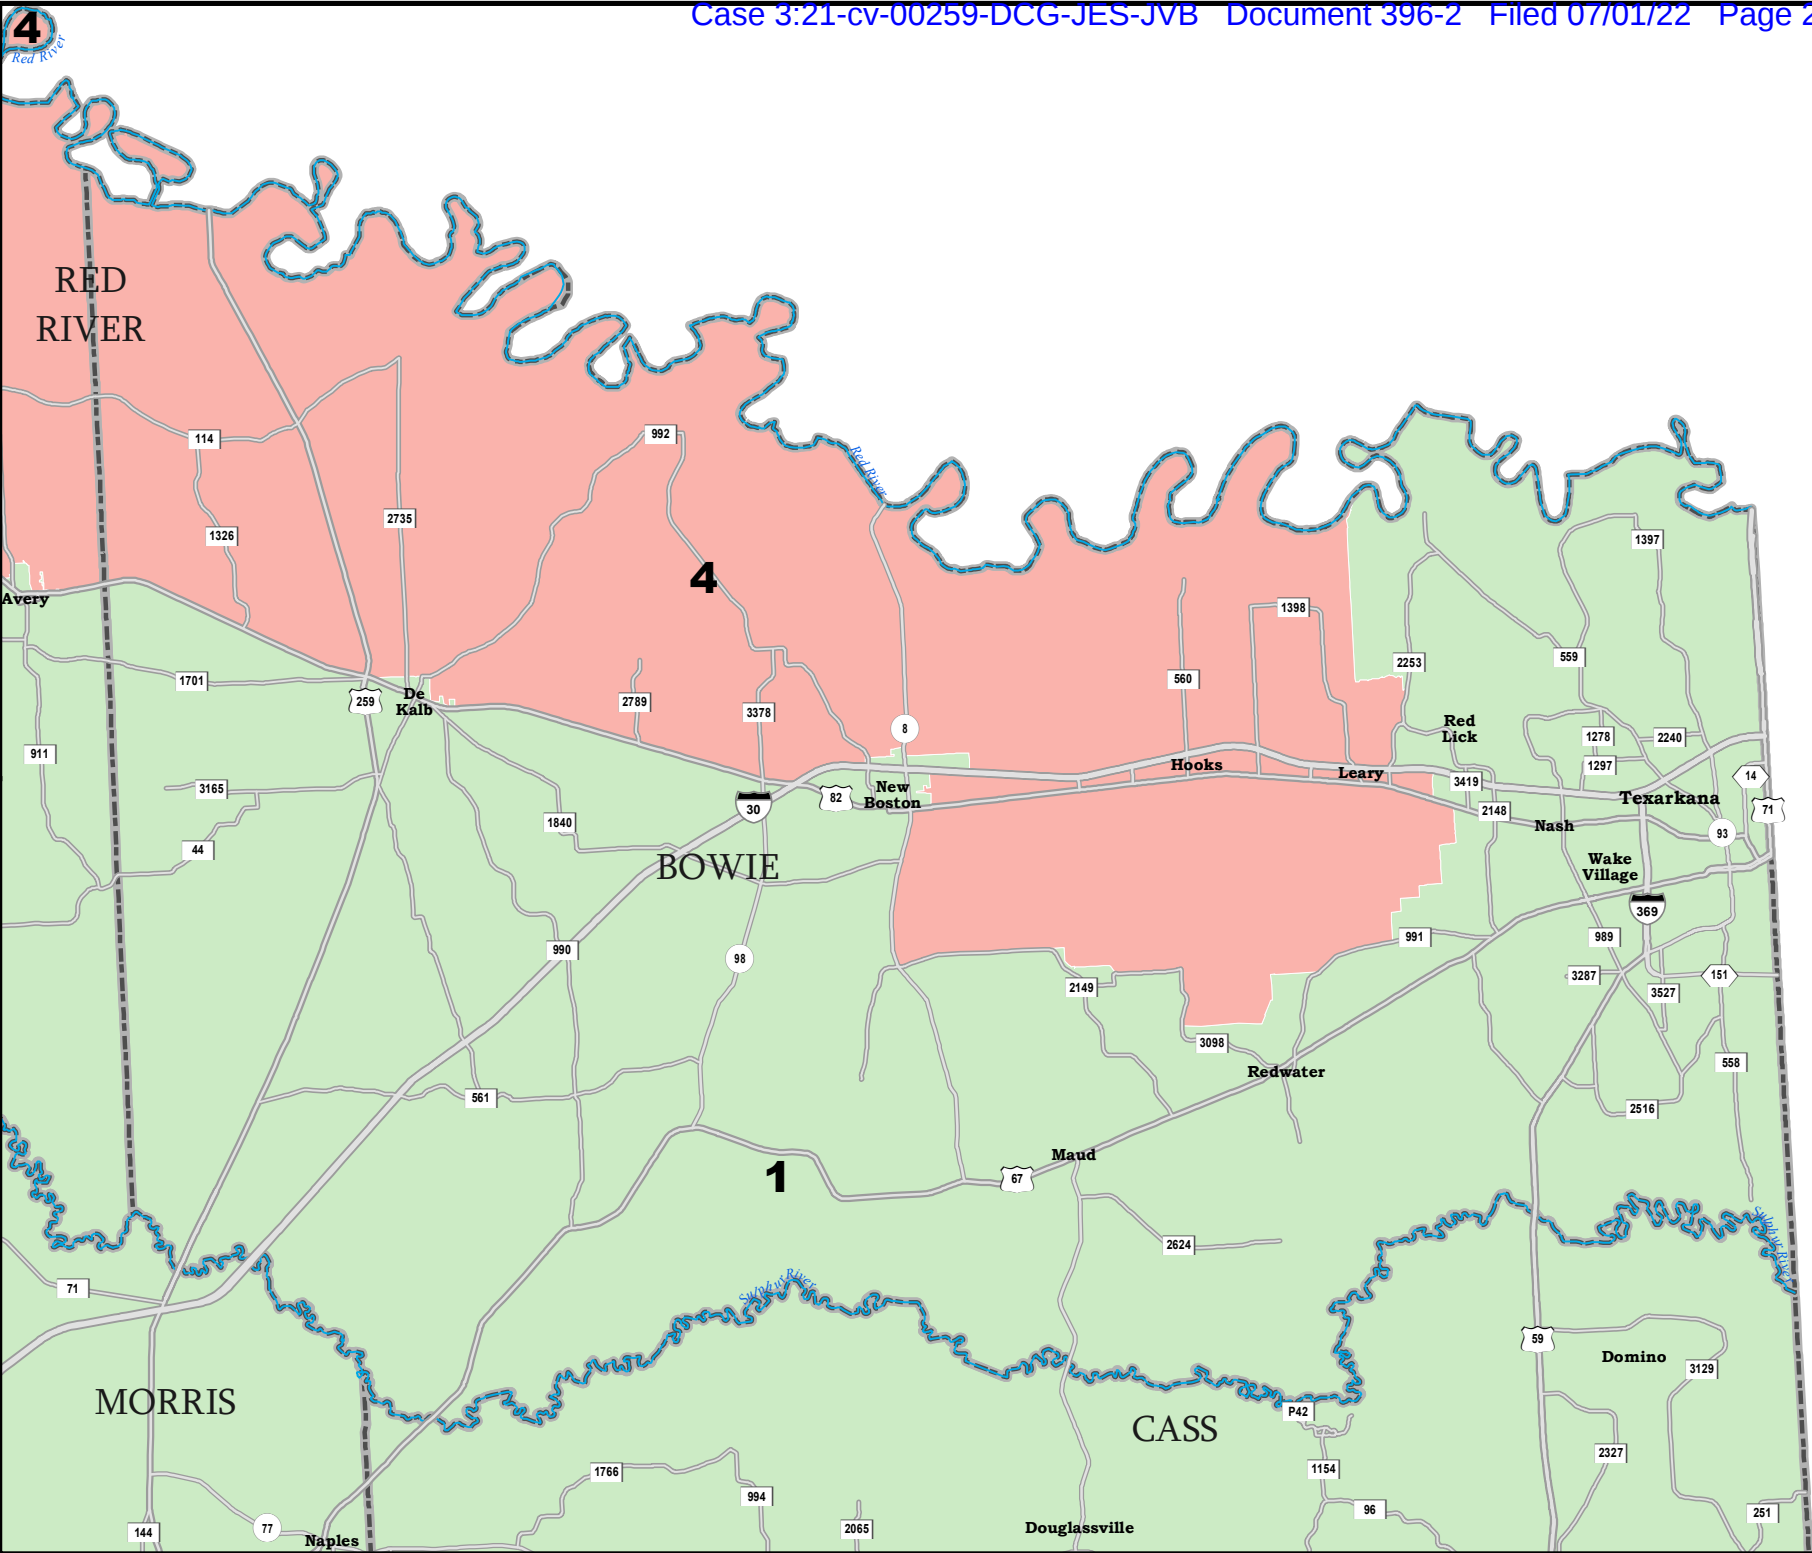 Case 3:21-cv-00259-DCG-JES-JVB Document 396-2 Filed 07/01/22 Page 2
4
Red River
RED
RIVER
114
992
Red River
2735
1326
1397
4
Avery
1398
559
2253
1701
560
259
De
Kalb
2789
3378
8
Red
Lick
1278
2240
911
Hooks
Leary
1297
14
3165
30
82
New
Boston
3419
Texarkana
71
2148
1840
Nash
93
44
BOWIE
Wake
Village
369
990
98
991
989
2149
3287
151
3527
3098
Redwater
558
561
2516
Maud
1
67
2624
Sulphur River
71
Sulphur River
59
Domino
3129
MORRIS
P42
CASS
2327
1766
1154
994
96
251
144
77
Naples
2065
Douglassville